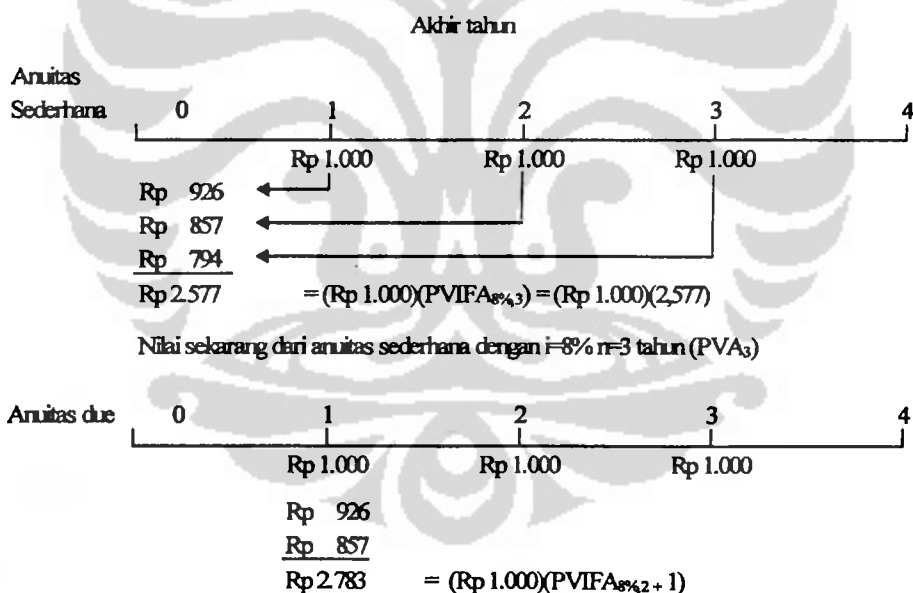 Akhir tahun
Anuitas
Sederhana 0 1 2 3 4
Rp 1.000 Rp 1.000 Rp 1.000
Rp 926
Rp 857
Rp 794
Rp 2.577 = (Rp 1.000)(PVIFA8%,3) = (Rp 1.000)(2,577)
Nilai sekarang dari anuitas sederhana dengan i=8% n=3 tahun (PVA3)
Anuitas due 0 1 2 3 4
Rp 1.000 Rp 1.000 Rp 1.000
Rp 926
Rp 857
Rp 2.783 = (Rp 1.000)(PVIFA8%,2 + 1)